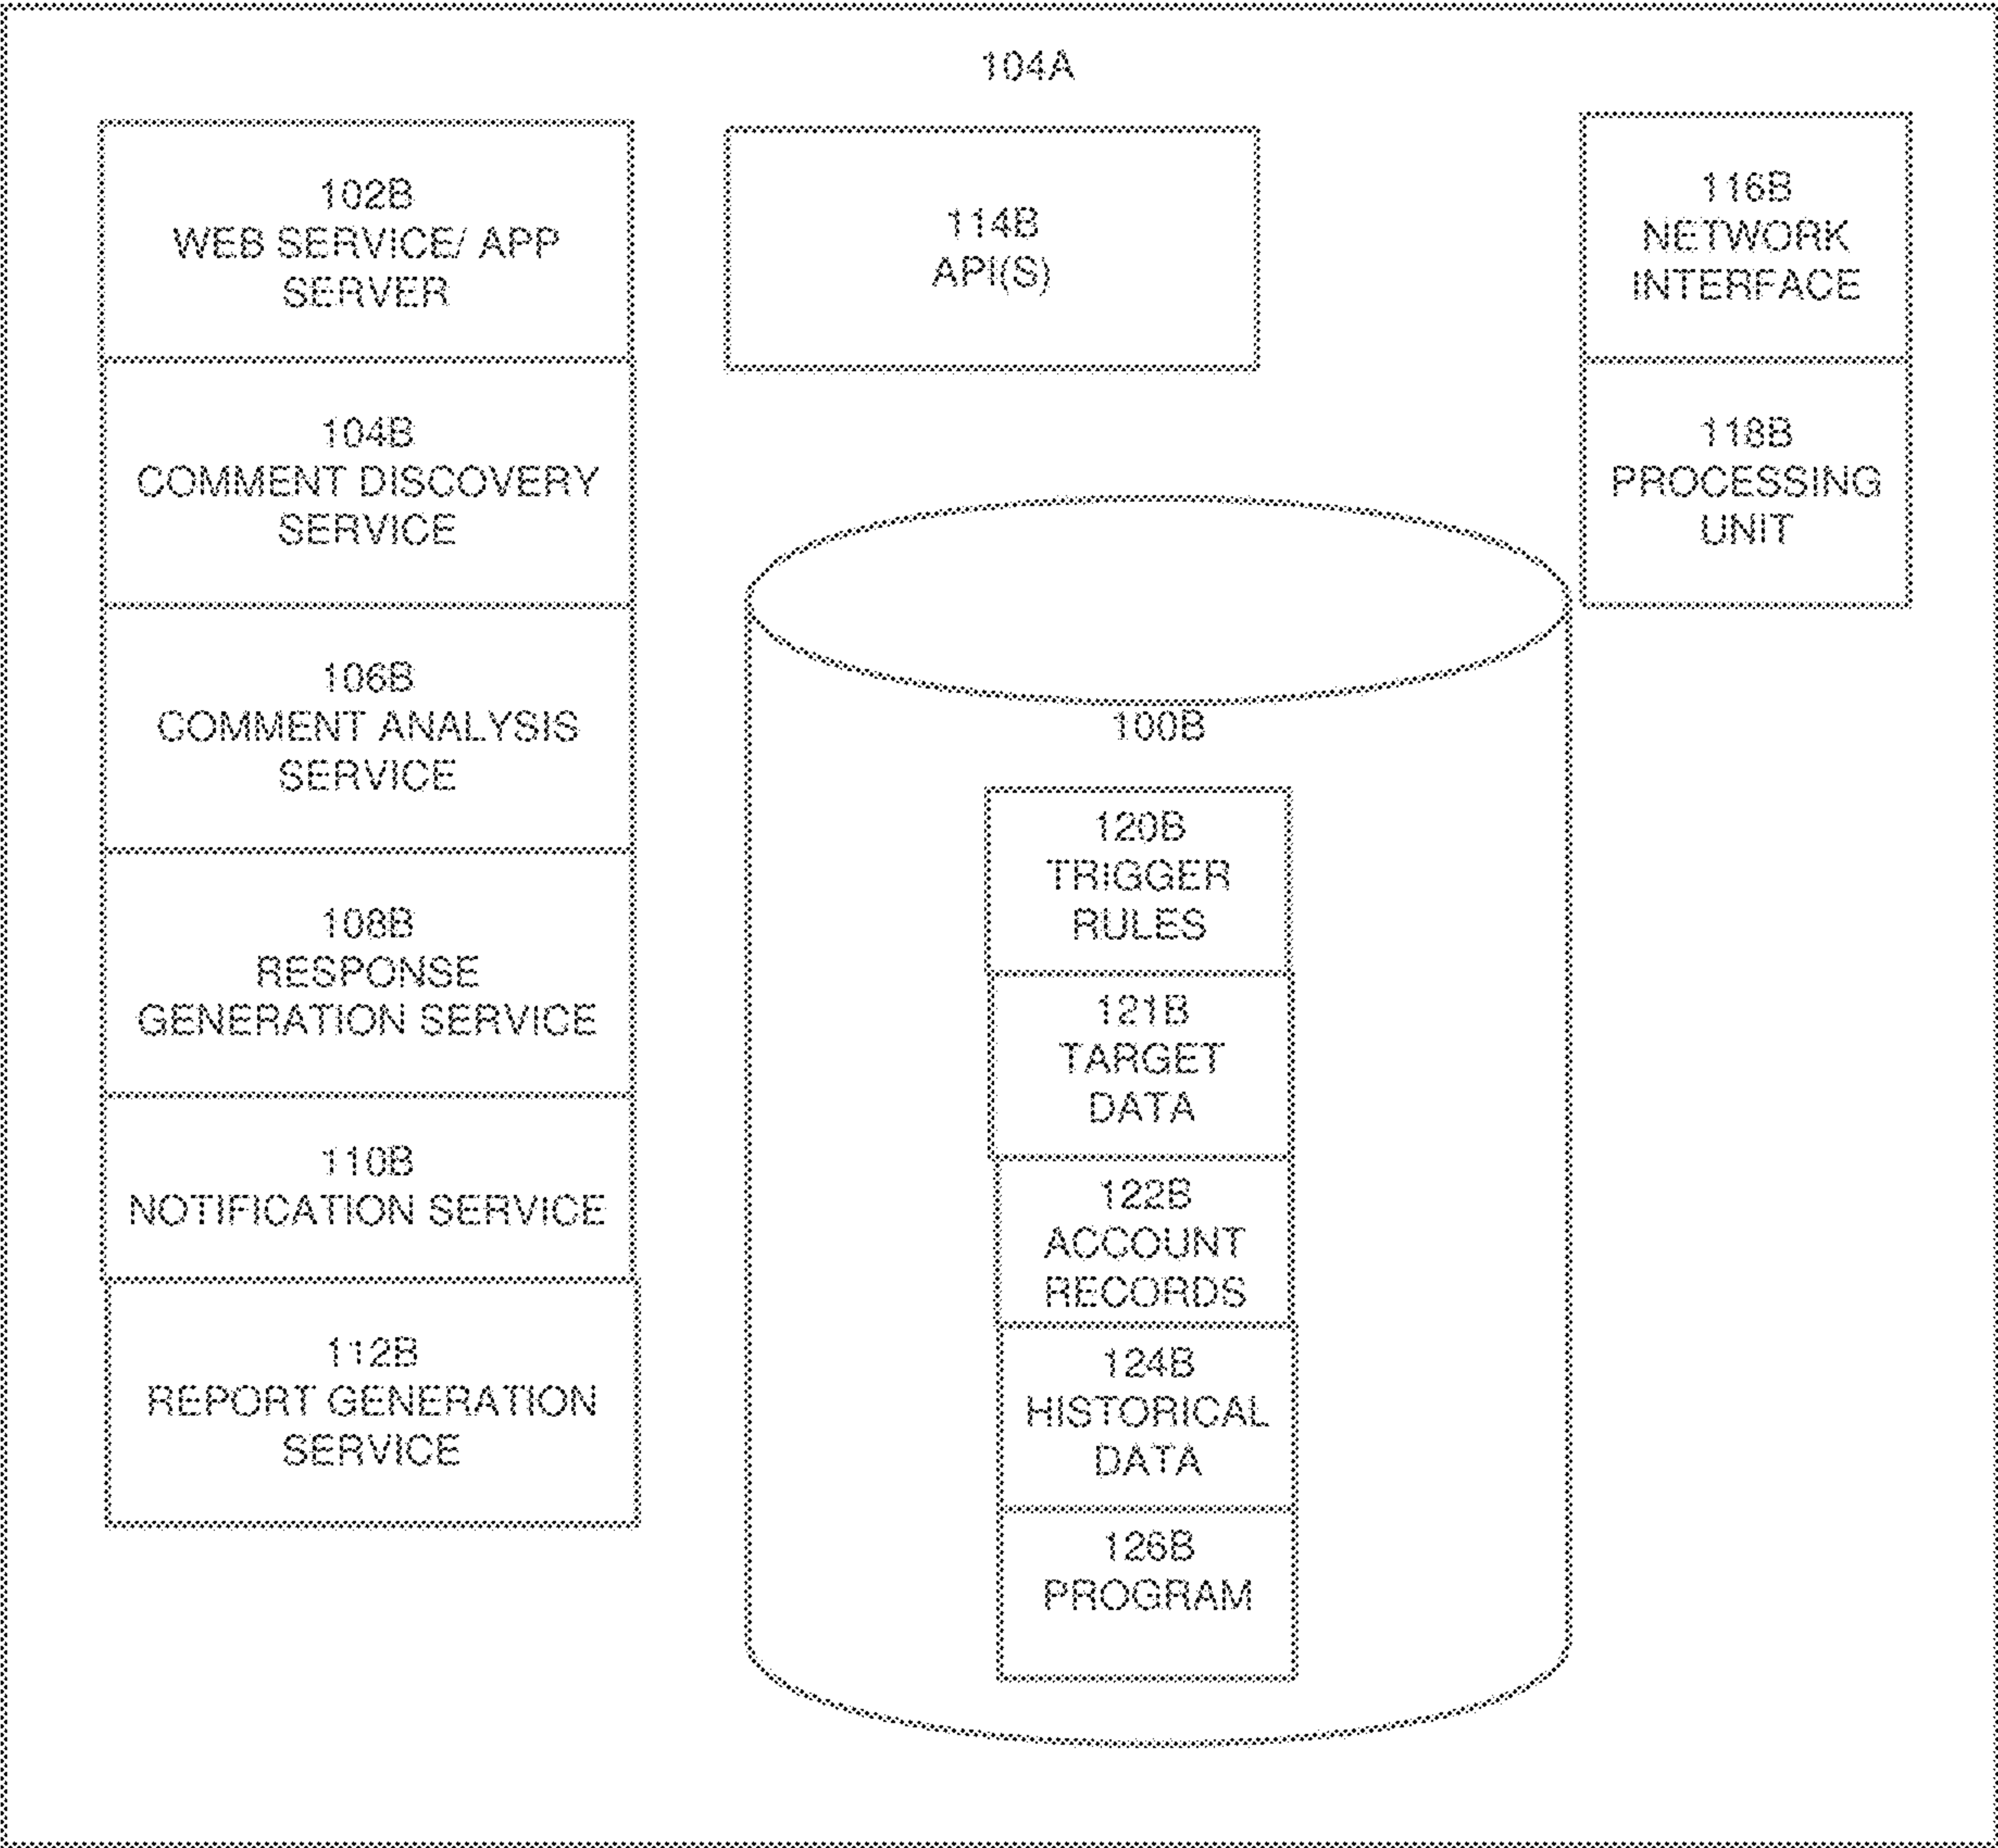 104A
102B
WEB SERVICE/ APP
SERVER
104B
COMMENT DISCOVERY
SERVICE
106B
COMMENT ANALYSIS
SERVICE
108B
RESPONSE
GENERATION SERVICE
110B
NOTIFICATION SERVICE
112B
REPORT GENERATION
SERVICE
114B
API(S)
116B
NETWORK
INTERFACE
118B
PROCESSING
UNIT
100B
120B
TRIGGER
RULES
121B
TARGET
DATA
122B
ACCOUNT
RECORDS
124B
HISTORICAL
DATA
126B
PROGRAM